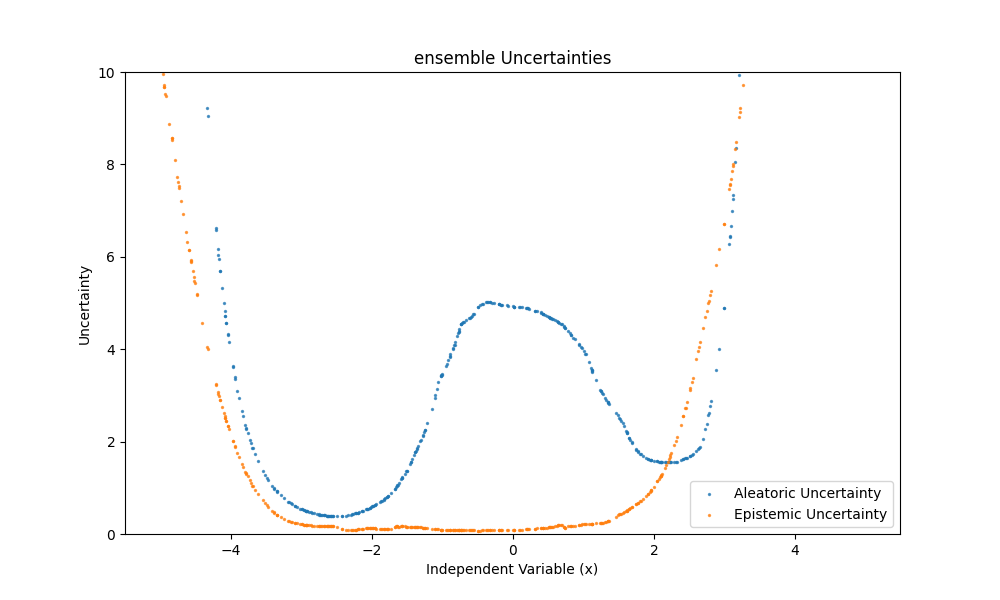 ensemble Uncertainties
10
8
6
4
2
0
Uncertainty
−4
−2
0
2
4
Independent Variable (x)
Aleatoric Uncertainty
Epistemic Uncertainty